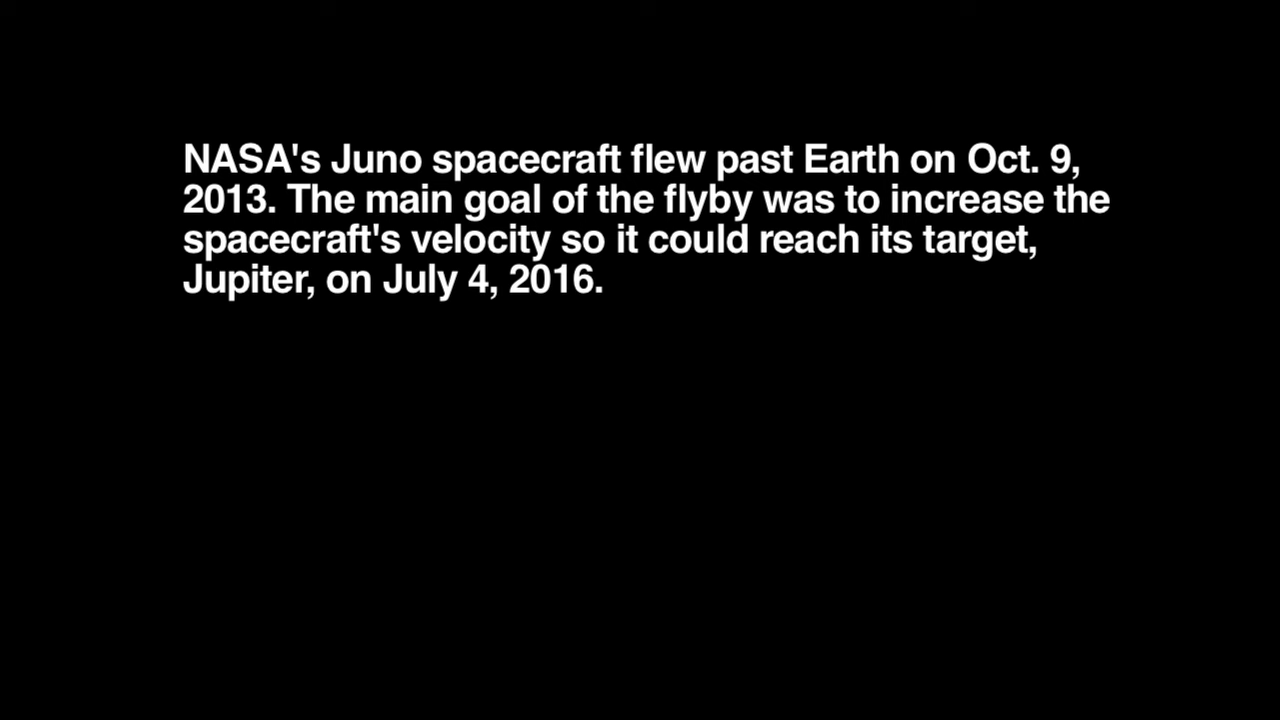 NASA's Juno spacecraft flew past Earth on Oct. 9,
2013. The main goal of the flyby was to increase the
spacecraft's velocity so it could reach its target,
Jupiter, on July 4, 2016.